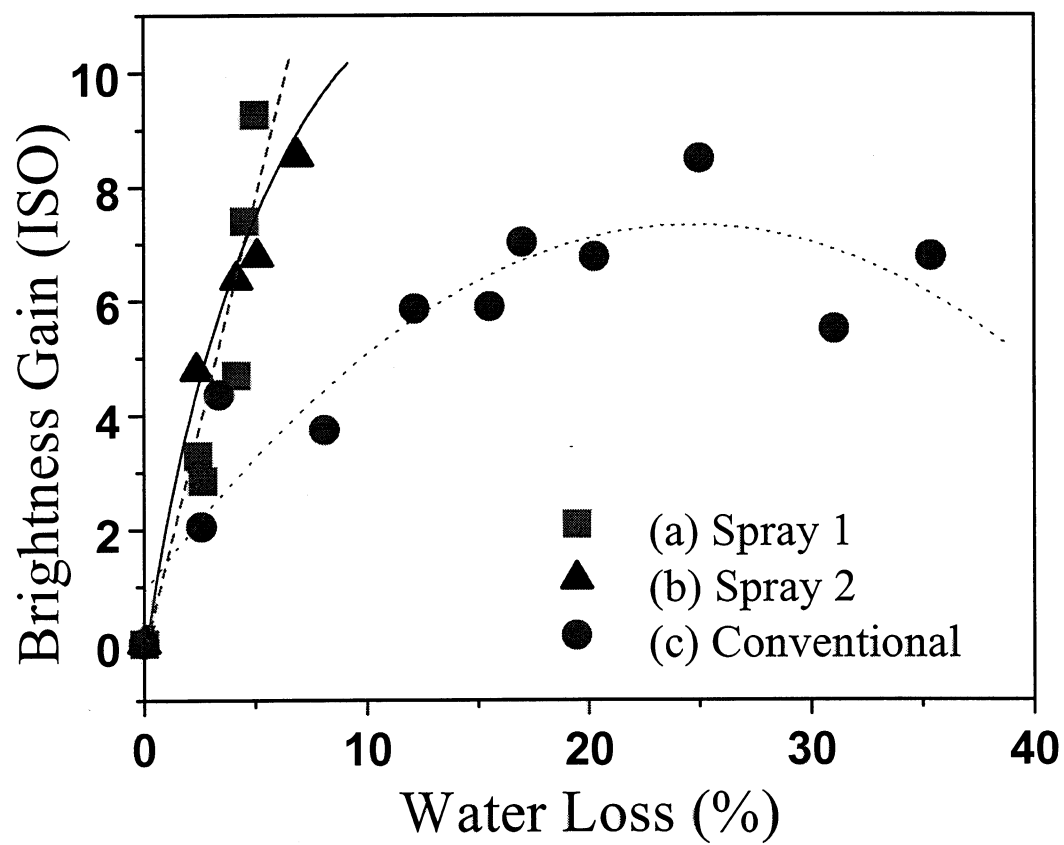 Brightness Gain (ISO)
10
8
6
4
2
0
(a) Spray 1
(b) Spray 2
(c) Conventional
0 10 20 30 40
Water Loss (%)